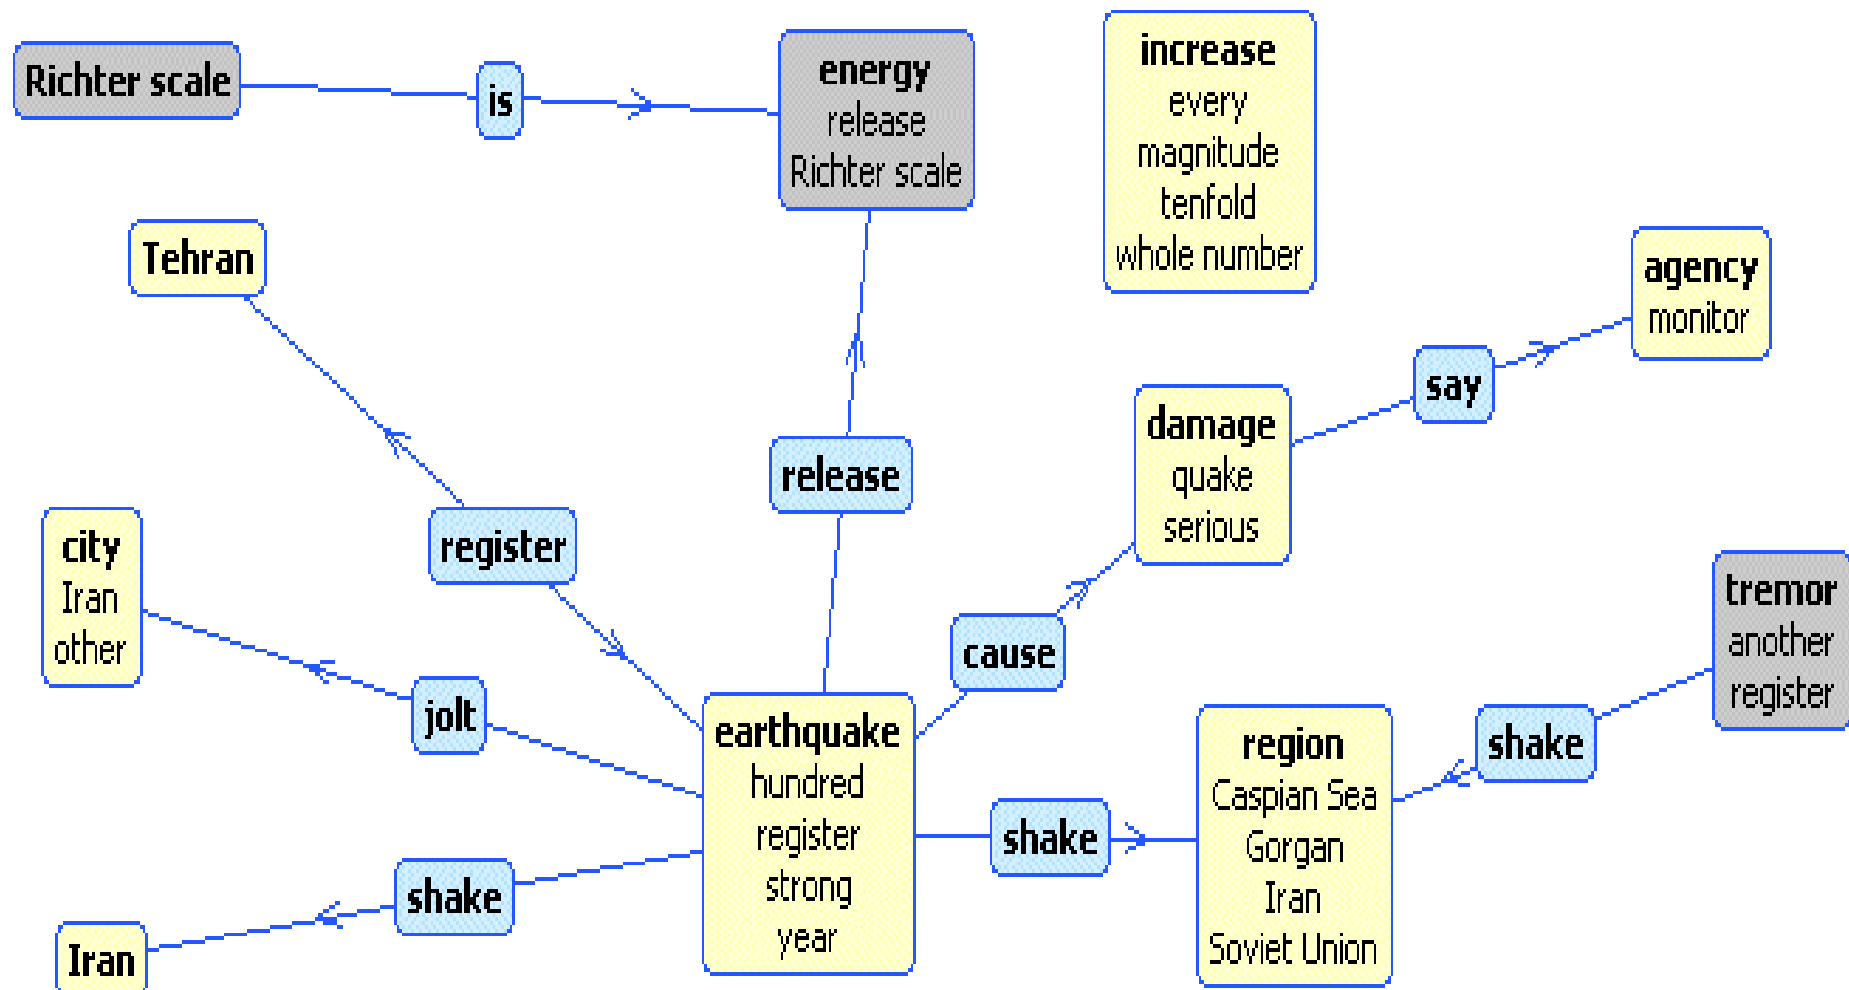 Richter scale
is
energy
release
Richter scale
increase
every
magnitude
tenfold
whole number
Tehran
agency
monitor
say
damage
quake
serious
release
register
city
Iran
other
jolt
cause
tremor
another
register
shake
earthquake
hundred
register
strong
year
shake
region
Caspian Sea
Gorgan
Iran
Soviet Union
shake
Iran